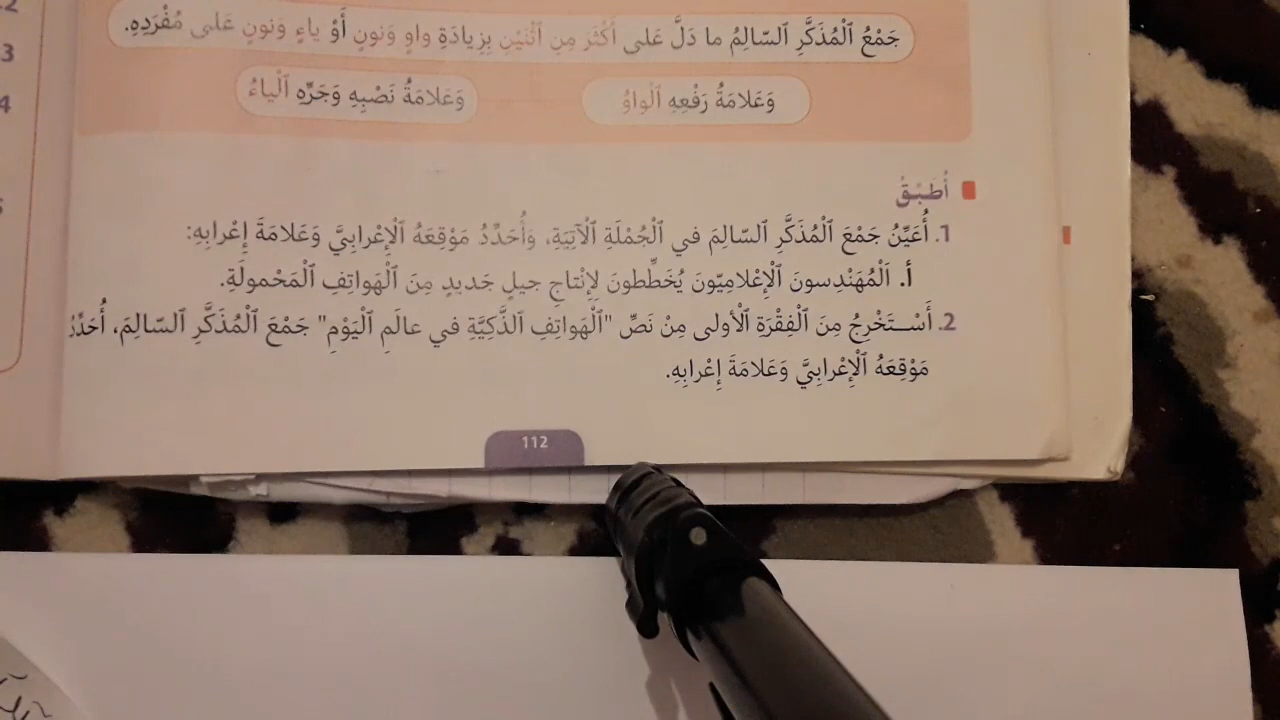 جَمْعُ ٱلْمُذَكَّرِ ٱلسّالِمُ ما دَلَّ عَلى أَكْثَرَ مِنِ ٱثْنَيْنِ بِزِيادَةِ واوٍ وَنونٍ أَوْ ياءٍ وَنونٍ عَلى مُفْرَدِهِ.
وَعَلامَةُ رَفْعِهِ ٱلْواوُ وَعَلامَةُ نَصْبِهِ وَجَرِّهِ ٱلْياءُ
أُطَبِّقُ
1. أُعَيِّنُ جَمْعَ ٱلْمُذَكَّرِ ٱلسّالِمَ في ٱلْجُمْلَةِ ٱلْآتِيَةِ، وَأُحَدِّدُ مَوْقِعَهُ ٱلْإِعْرابِيَّ وَعَلامَةَ إِعْرابِهِ:
أ. اَلْمُهَنْدِسونَ ٱلْإِعْلامِيّونَ يُخَطِّطونَ لِإِنْتاجِ جيلٍ جَديدٍ مِنَ ٱلْهَواتِفِ ٱلْمَحْمولَةِ.
2. أَسْتَخْرِجُ مِنَ ٱلْفِقْرَةِ ٱلْأولى مِنْ نَصِّ "ٱلْهَواتِفِ ٱلذَّكِيَّةِ في عالَمِ ٱلْيَوْمِ" جَمْعَ ٱلْمُذَكَّرِ ٱلسّالِمَ، أُحَدِّدُ
مَوْقِعَهُ ٱلْإِعْرابِيَّ وَعَلامَةَ إِعْرابِهِ.
112
2.
3
4